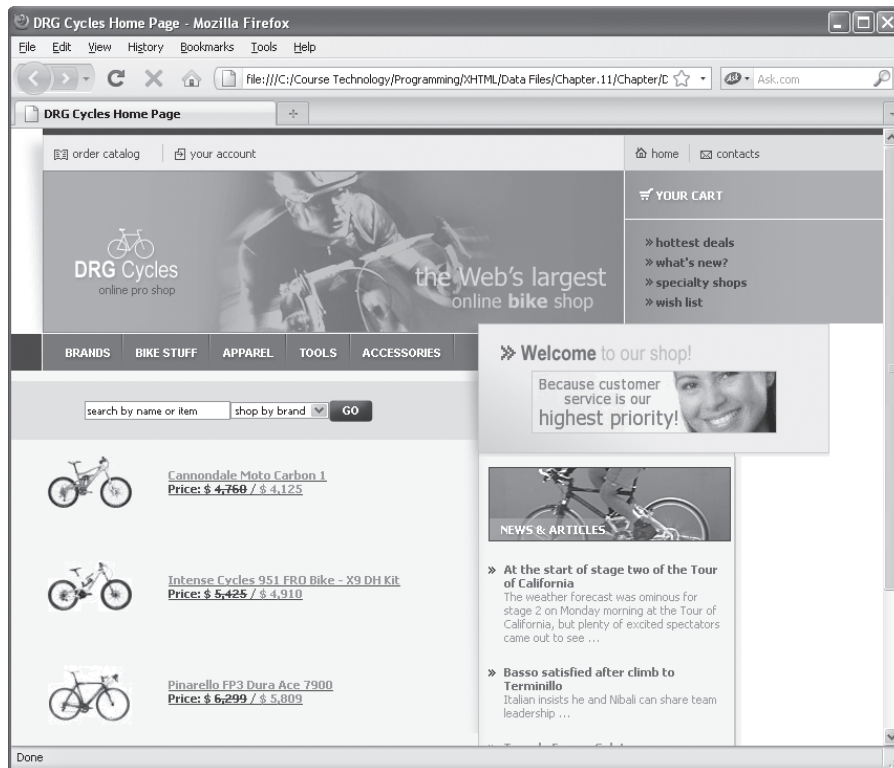 DRG Cycles Home Page - Mozilla Firefox
File Edit View History Bookmarks Tools Help
file:///C:/Course Technology/Programming/XHTML/Data Files/Chapter.11/Chapter/D
Ask.com
DRG Cycles Home Page
order catalog
your account
home
contacts
YOUR CART
» hottest deals
» what's new?
» specialty shops
» wish list
DRG Cycles
online pro shop
the Web's largest
online bike shop
BRANDS BIKE STUFF APPAREL TOOLS ACCESSORIES
» Welcome to our shop!
Because customer
service is our
highest priority!
search by name or item
shop by brand
GO
Cannondale Moto Carbon 1
Price: $ 4,760 / $ 4,125
Intense Cycles 951 FRO Bike - X9 DH Kit
Price: $ 5,425 / $ 4,910
Pinarello FP3 Dura Ace 7900
Price: $ 6,299 / $ 5,809
NEWS & ARTICLES
» At the start of stage two of the Tour
of California
The weather forecast was ominous for
stage 2 on Monday morning at the Tour of
California, but plenty of excited spectators
came out to see ...
» Basso satisfied after climb to
Terminillo
Italian insists he and Nibali can share team
leadership ...
Done